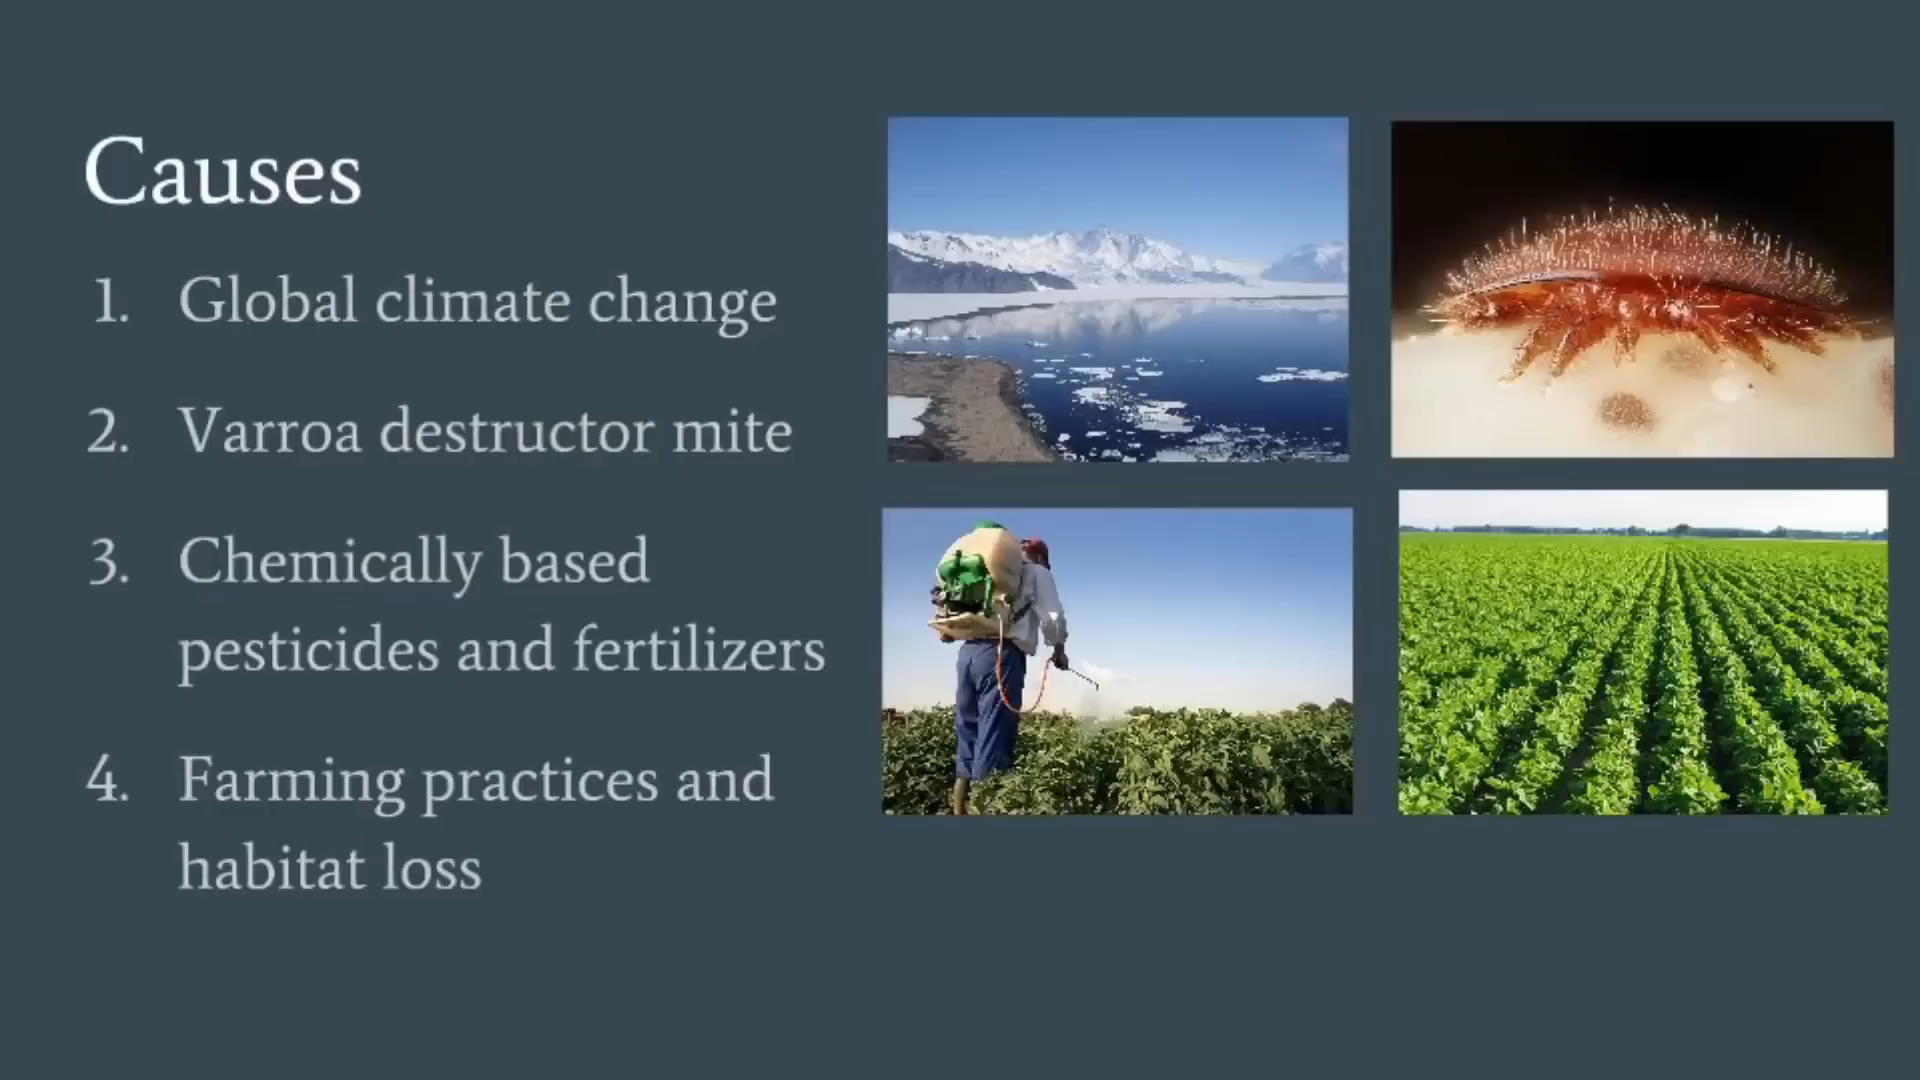 Causes
1. Global climate change
2. Varroa destructor mite
3. Chemically based
pesticides and fertilizers
4. Farming practices and
habitat loss